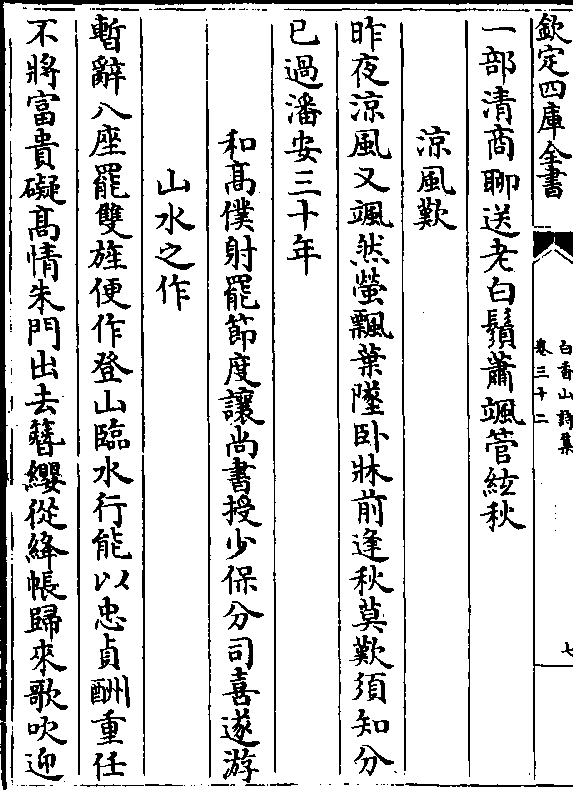 欽定四庫全書
白香山詩集
卷三十二
七
一部清商聊送老白鬚蕭颯管絃秋
涼風歎
昨夜涼風又颯然螢飄葉墜卧牀前逢秋莫歎須知分
已過潘安三十年
和髙僕射罷節度讓尚書授少保分司喜遂游
山水之作
暫辭八座罷雙旌便作登山臨水行能以忠貞酬重任
不將富貴礙髙情朱門出去簪纓從絳帳歸來歌吹迎